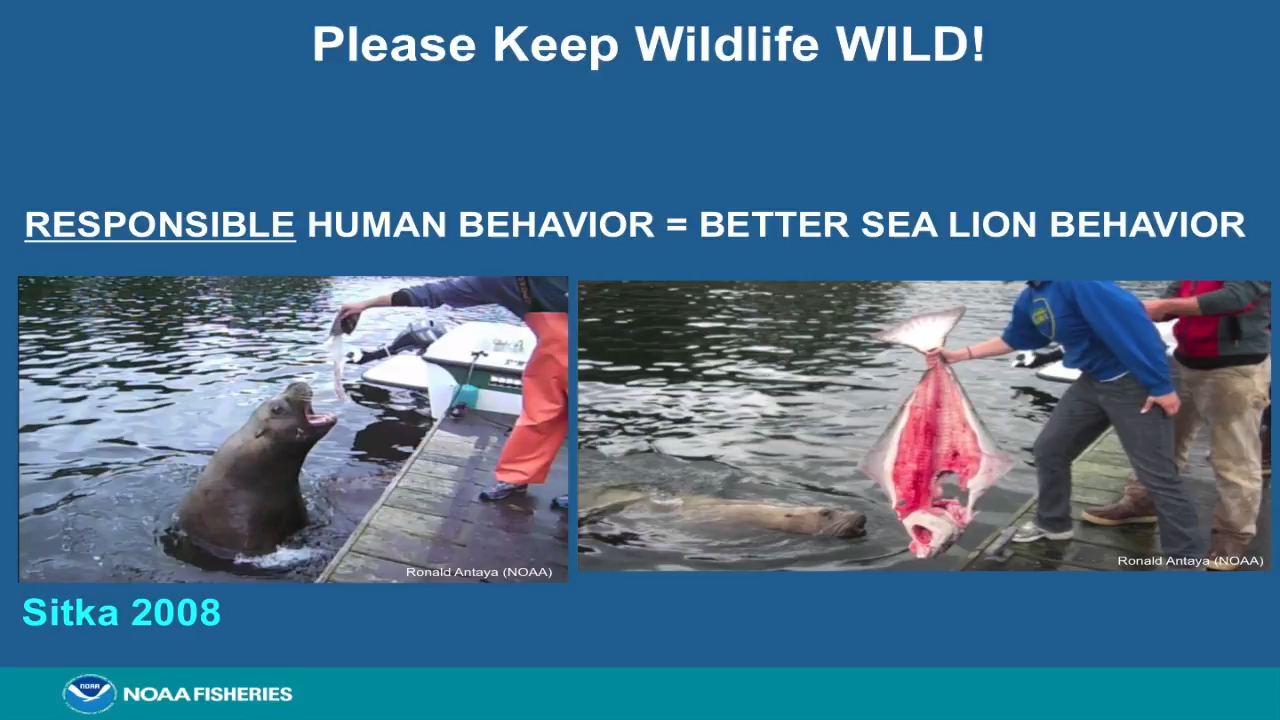 Please Keep Wildlife WILD!
RESPONSIBLE HUMAN BEHAVIOR = BETTER SEA LION BEHAVIOR
Ronald Antaya (NOAA)
Ronald Antaya (NOAA)
Sitka 2008
NOAA
NOAA FISHERIES